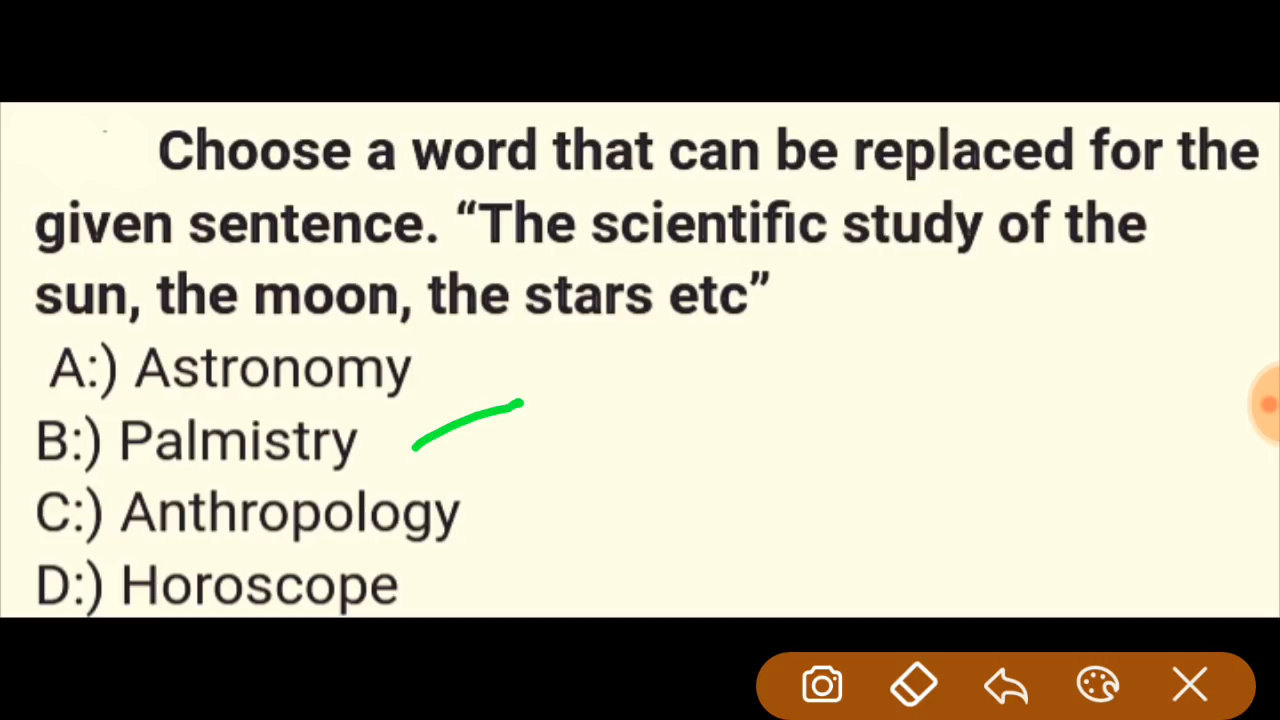 Choose a word that can be replaced for the
given sentence. “The scientific study of the
sun, the moon, the stars etc”
A:) Astronomy
B:) Palmistry
C:) Anthropology
D:) Horoscope